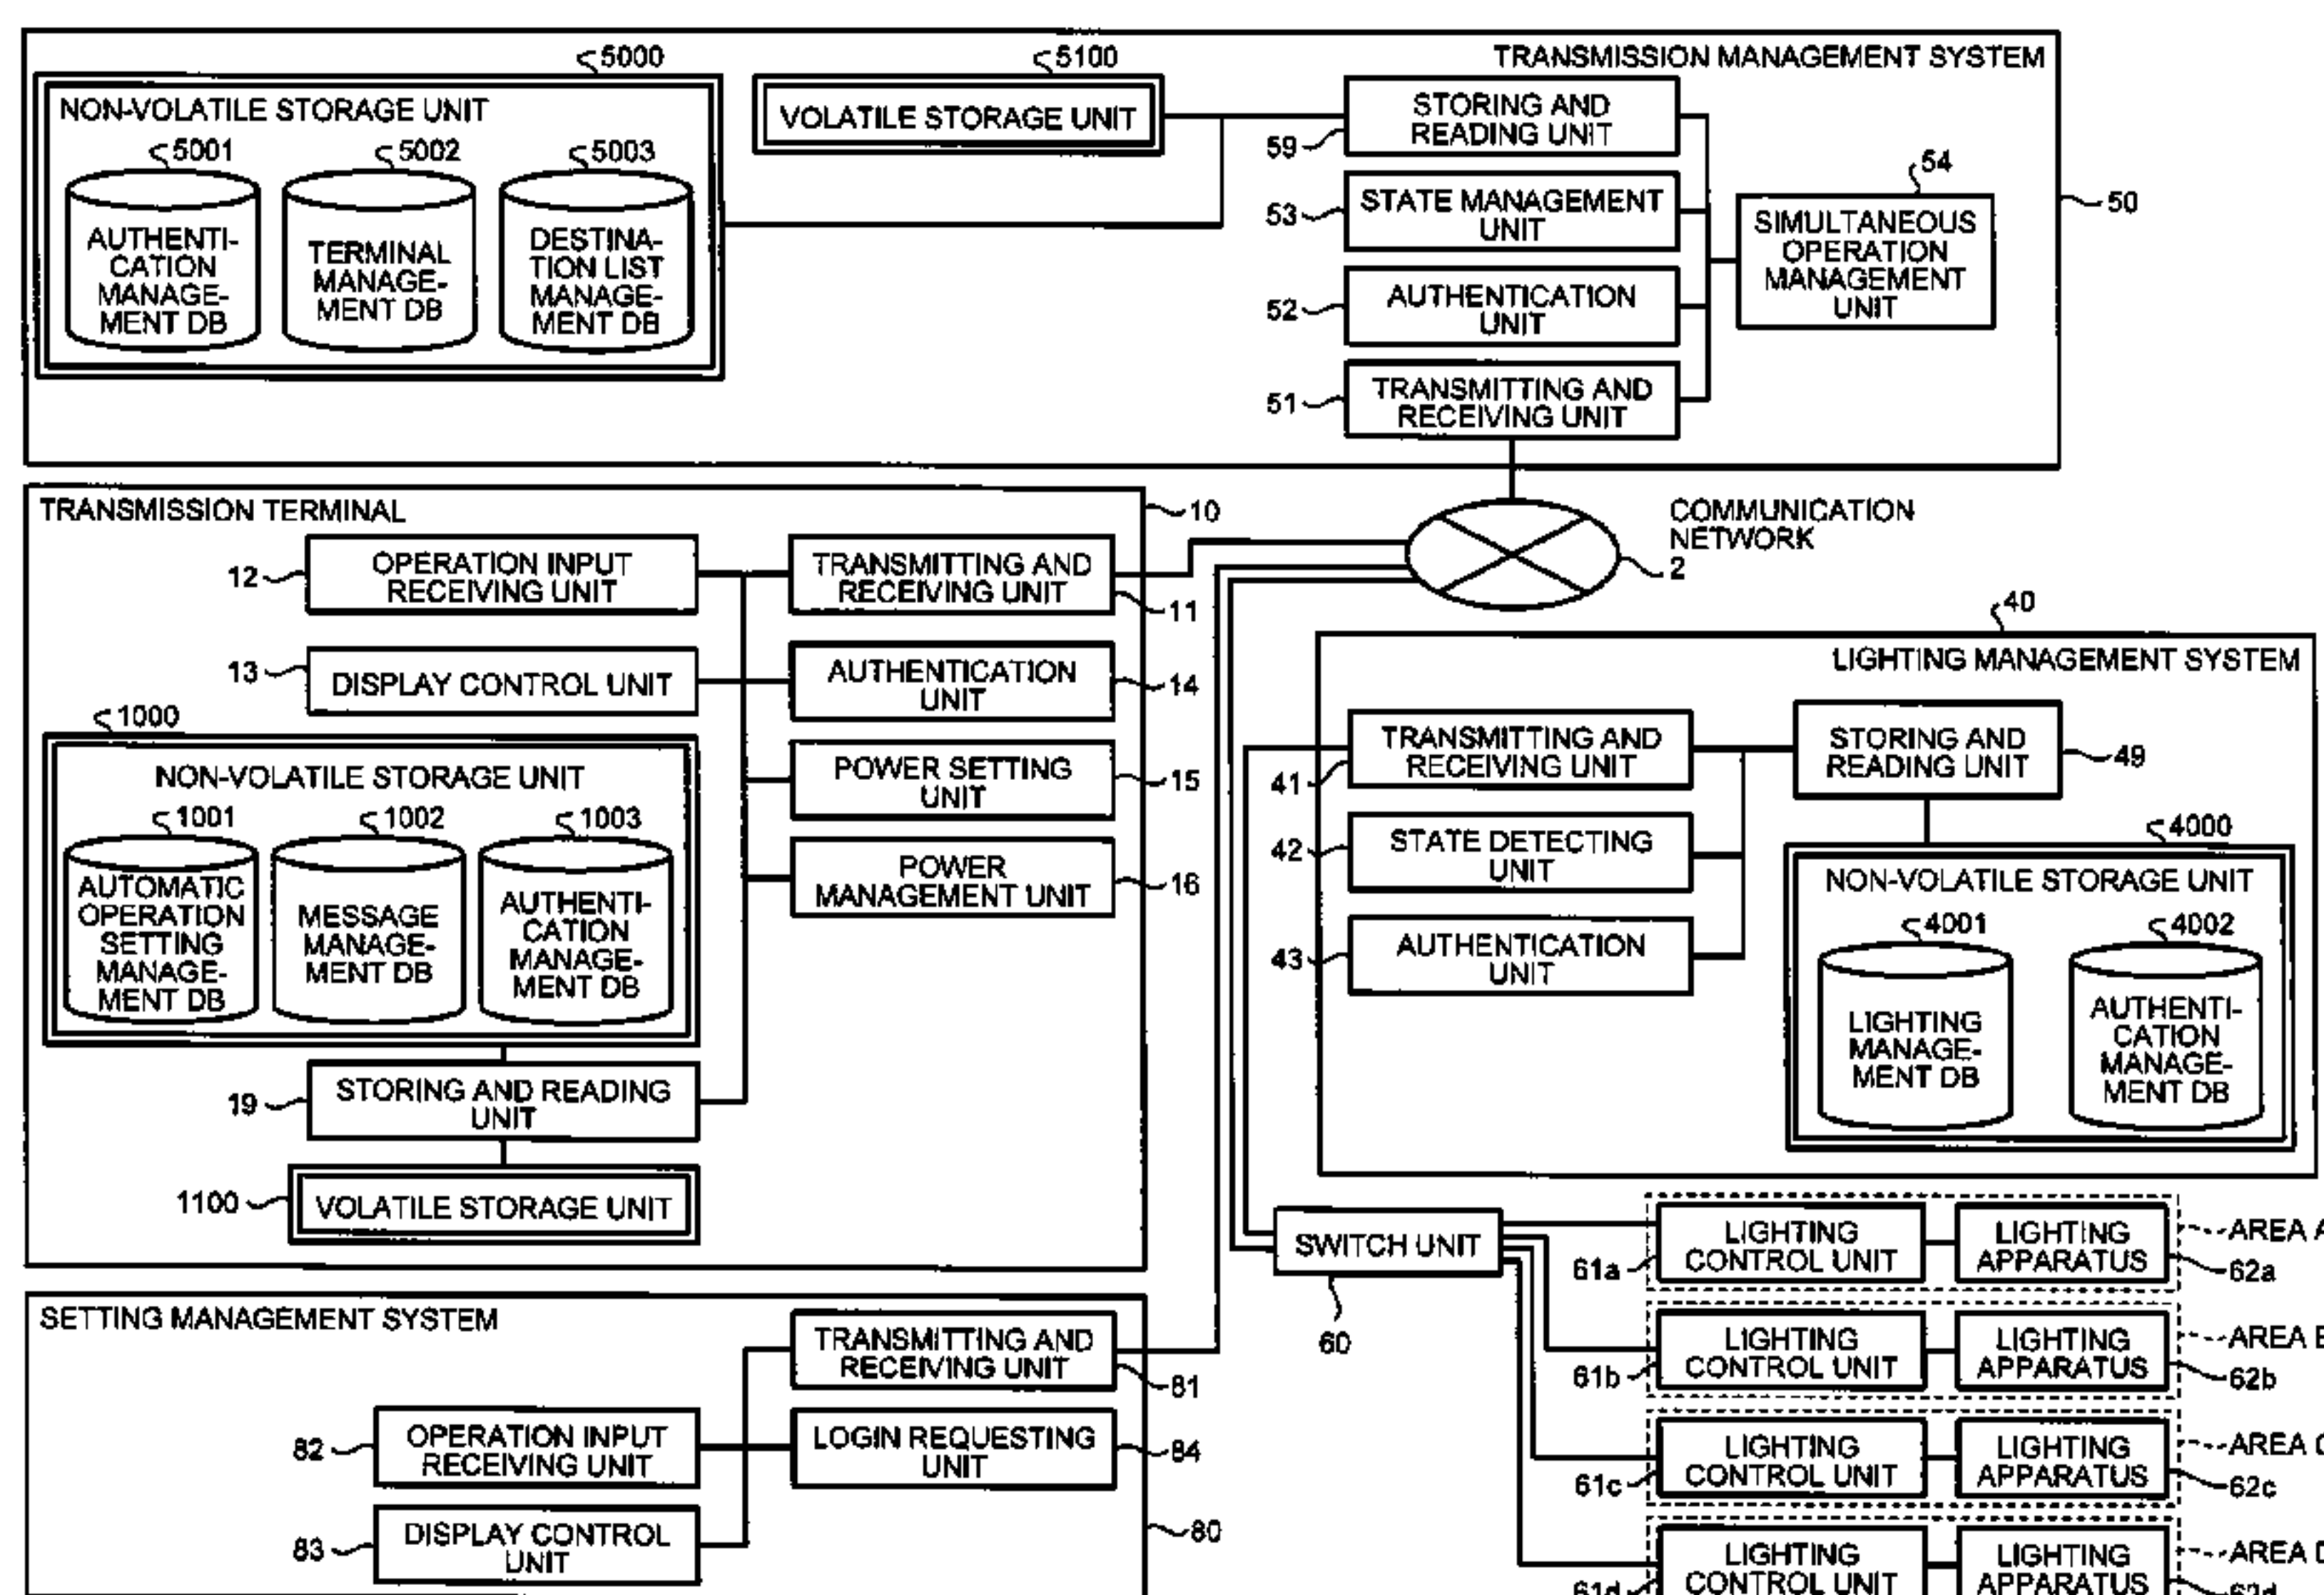 TRANSMISSION MANAGEMENT SYSTEM
50
5000
NON-VOLATILE STORAGE UNIT
5001
AUTHENTI-
CATION
MANAGE-
MENT DB
5002
TERMINAL
MANAGE-
MENT DB
5003
DESTINA-
TION LIST
MANAGE-
MENT DB
5100
VOLATILE STORAGE UNIT
STORING AND
READING UNIT
59
STATE MANAGEMENT
UNIT
53
AUTHENTICATION
UNIT
52
TRANSMITTING AND
RECEIVING UNIT
51
54
SIMULTANEOUS
OPERATION
MANAGEMENT
UNIT
COMMUNICATION
NETWORK
2
TRANSMISSION TERMINAL
10
12
OPERATION INPUT
RECEIVING UNIT
TRANSMITTING AND
RECEIVING UNIT
11
13
DISPLAY CONTROL UNIT
AUTHENTICATION
UNIT
14
POWER SETTING
UNIT
15
POWER
MANAGEMENT UNIT
16
1000
NON-VOLATILE STORAGE UNIT
1001
AUTOMATIC
OPERATION
SETTING
MANAGE-
MENT DB
1002
MESSAGE
MANAGE-
MENT DB
1003
AUTHENTI-
CATION
MANAGE-
MENT DB
19
STORING AND READING
UNIT
1100
VOLATILE STORAGE UNIT
40
LIGHTING MANAGEMENT SYSTEM
TRANSMITTING AND
RECEIVING UNIT
41
STATE DETECTING
UNIT
42
AUTHENTICATION
UNIT
43
STORING AND
READING UNIT
49
4000
NON-VOLATILE STORAGE UNIT
4001
LIGHTING
MANAGE-
MENT DB
4002
AUTHENTI-
CATION
MANAGE-
MENT DB
SETTING MANAGEMENT SYSTEM
80
TRANSMITTING AND
RECEIVING UNIT
81
82
OPERATION INPUT
RECEIVING UNIT
LOGIN REQUESTING
UNIT
84
83
DISPLAY CONTROL
UNIT
SWITCH UNIT
60
61a
LIGHTING
CONTROL UNIT
LIGHTING
APPARATUS
62a
AREA A
61b
LIGHTING
CONTROL UNIT
LIGHTING
APPARATUS
62b
AREA B
61c
LIGHTING
CONTROL UNIT
LIGHTING
APPARATUS
62c
AREA C
61d
LIGHTING
CONTROL UNIT
LIGHTING
APPARATUS
62d
AREA D